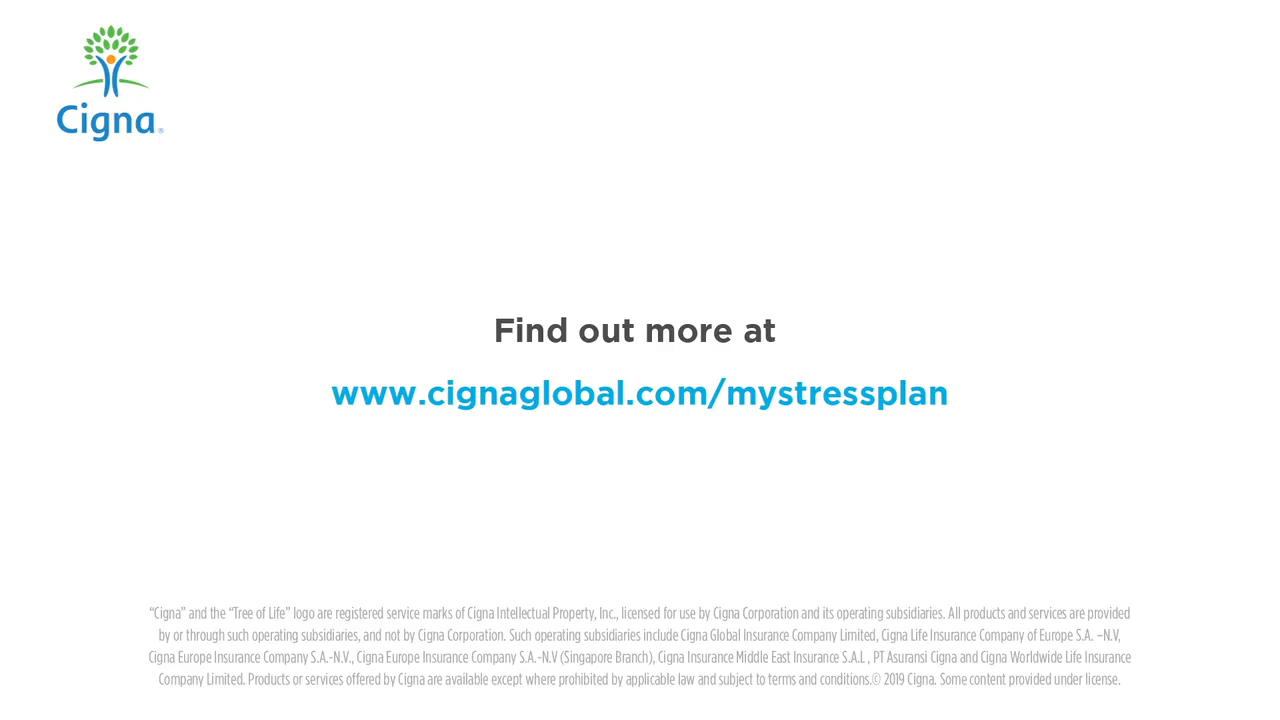 Cigna®
Find out more at
www.cignaglobal.com/mystressplan
“Cigna” and the “Tree of Life” logo are registered service marks of Cigna Intellectual Property, Inc., licensed for use by Cigna Corporation and its operating subsidiaries. All products and services are provided
by or through such operating subsidiaries, and not by Cigna Corporation. Such operating subsidiaries include Cigna Global Insurance Company Limited, Cigna Life Insurance Company of Europe S.A. –N.V,
Cigna Europe Insurance Company S.A.-N.V., Cigna Europe Insurance Company S.A.-N.V (Singapore Branch), Cigna Insurance Middle East Insurance S.A.L , PT Asuransi Cigna and Cigna Worldwide Life Insurance
Company Limited. Products or services offered by Cigna are available except where prohibited by applicable law and subject to terms and conditions.© 2019 Cigna. Some content provided under license.